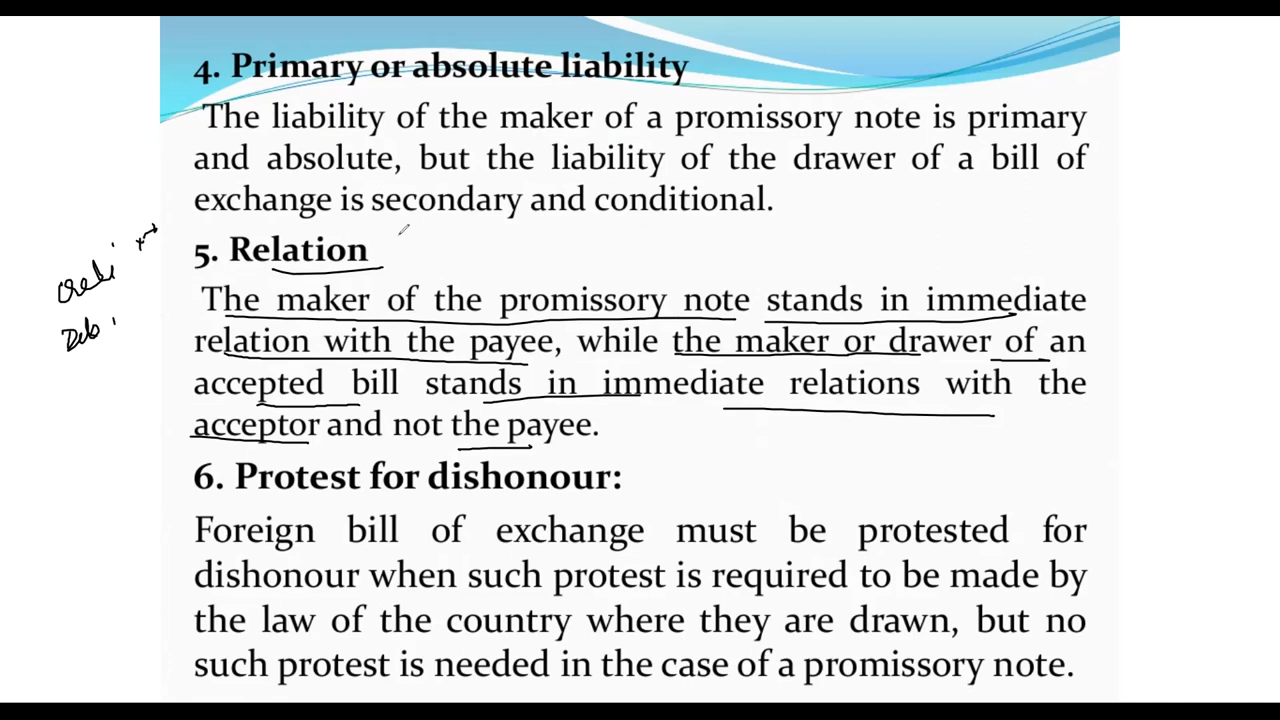 4. Primary or absolute liability
The liability of the maker of a promissory note is primary
and absolute, but the liability of the drawer of a bill of
exchange is secondary and conditional.
5. Relation
The maker of the promissory note stands in immediate
relation with the payee, while the maker or drawer of an
accepted bill stands in immediate relations with the
acceptor and not the payee.
6. Protest for dishonour:
Foreign bill of exchange must be protested for
dishonour when such protest is required to be made by
the law of the country where they are drawn, but no
such protest is needed in the case of a promissory note.